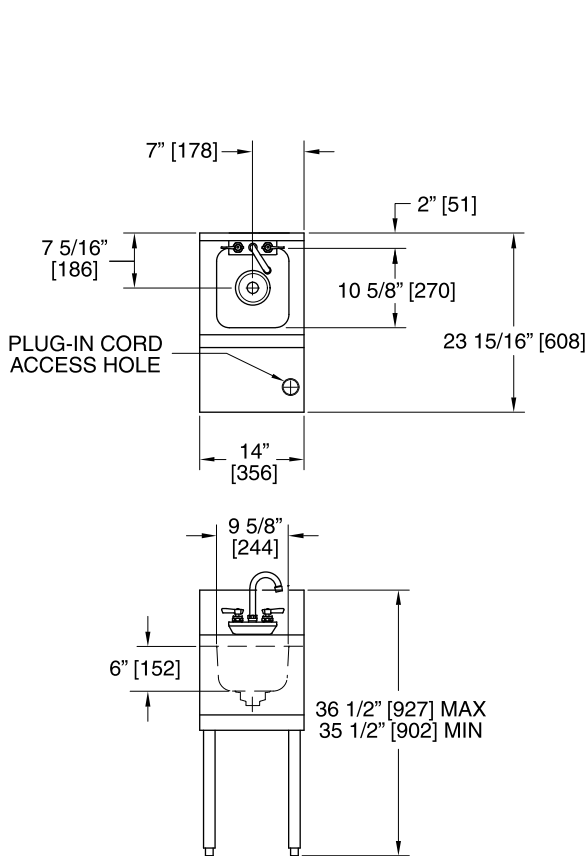 7” [178]
2” [51]
7 5/16”
[186]
10 5/8” [270]
23 15/16” [608]
PLUG-IN CORD
ACCESS HOLE
14”
[356]
9 5/8”
[244]
6” [152]
36 1/2” [927] MAX
35 1/2” [902] MIN